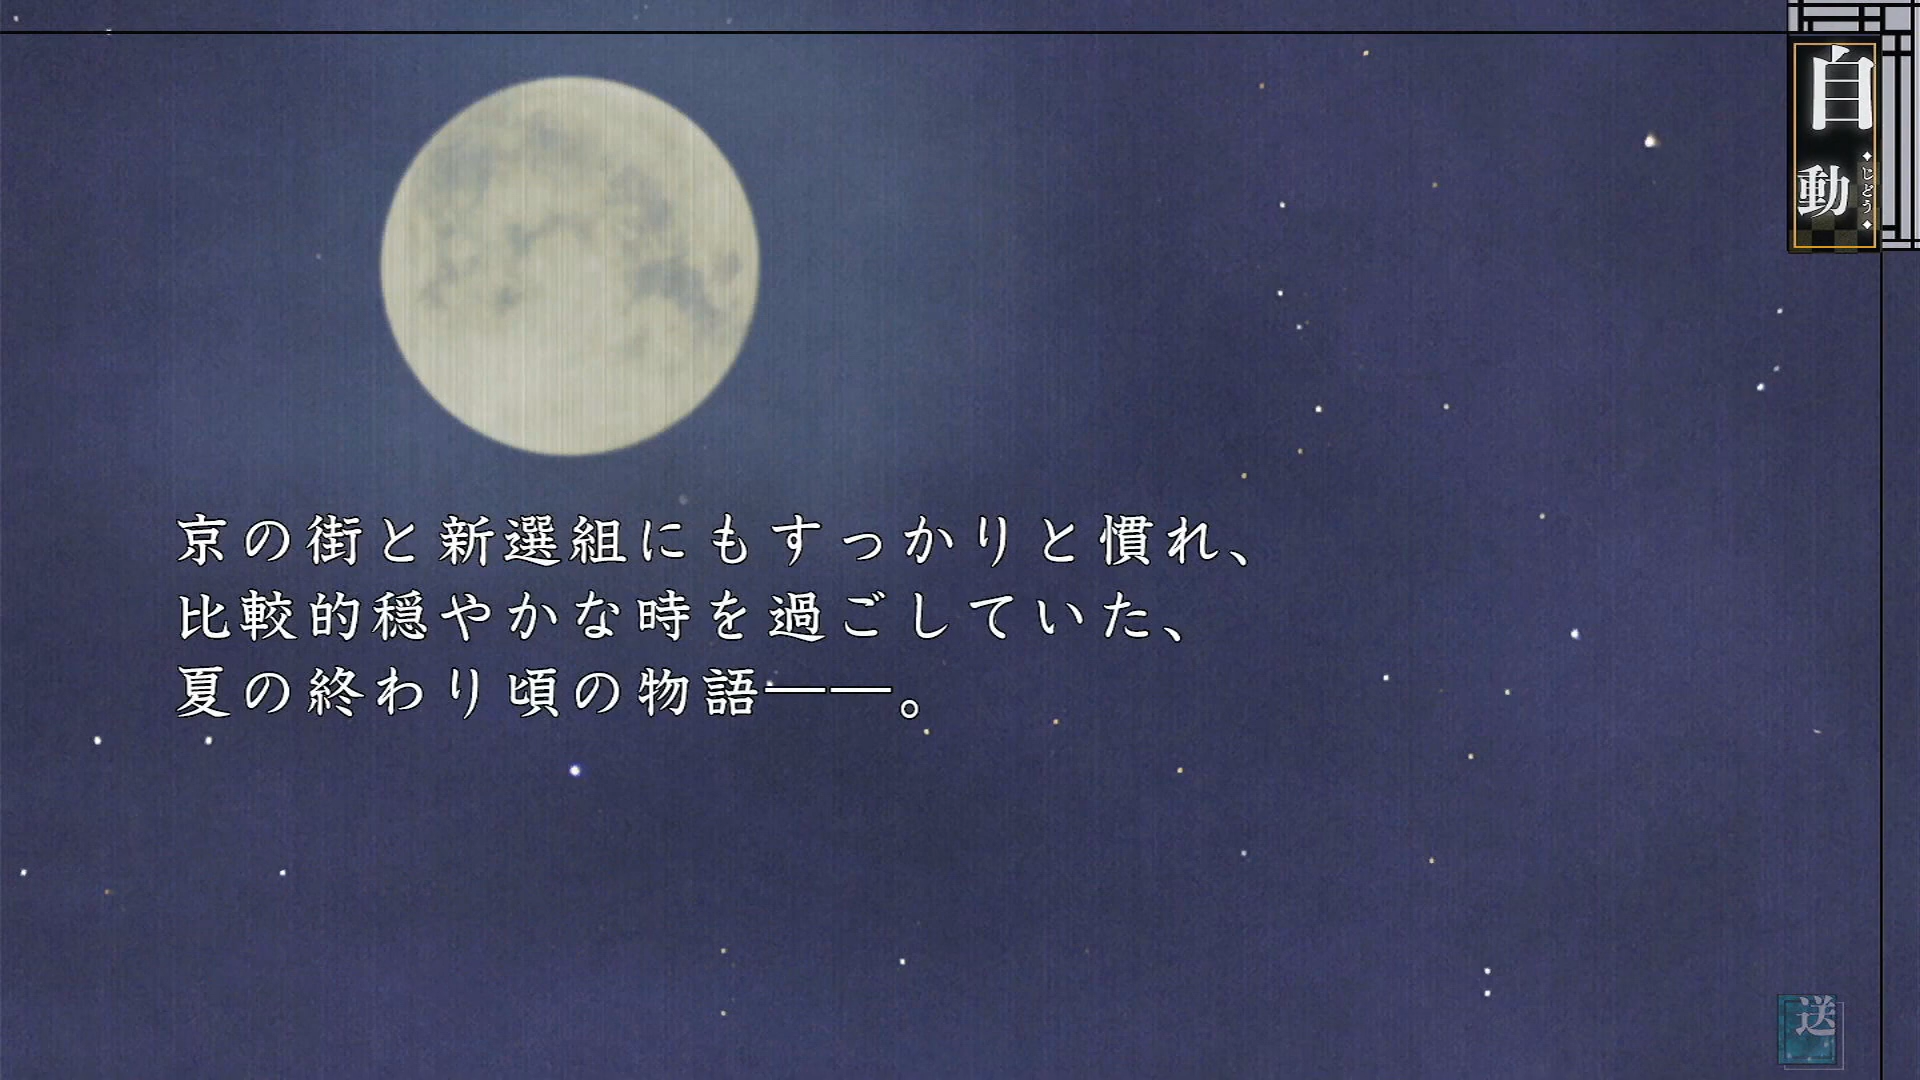 京の街と新選組にもすっかりと慣れ、
比較的穏やかな時を過ごしていた、
夏の終わり頃の物語――。
自動
じどう
送